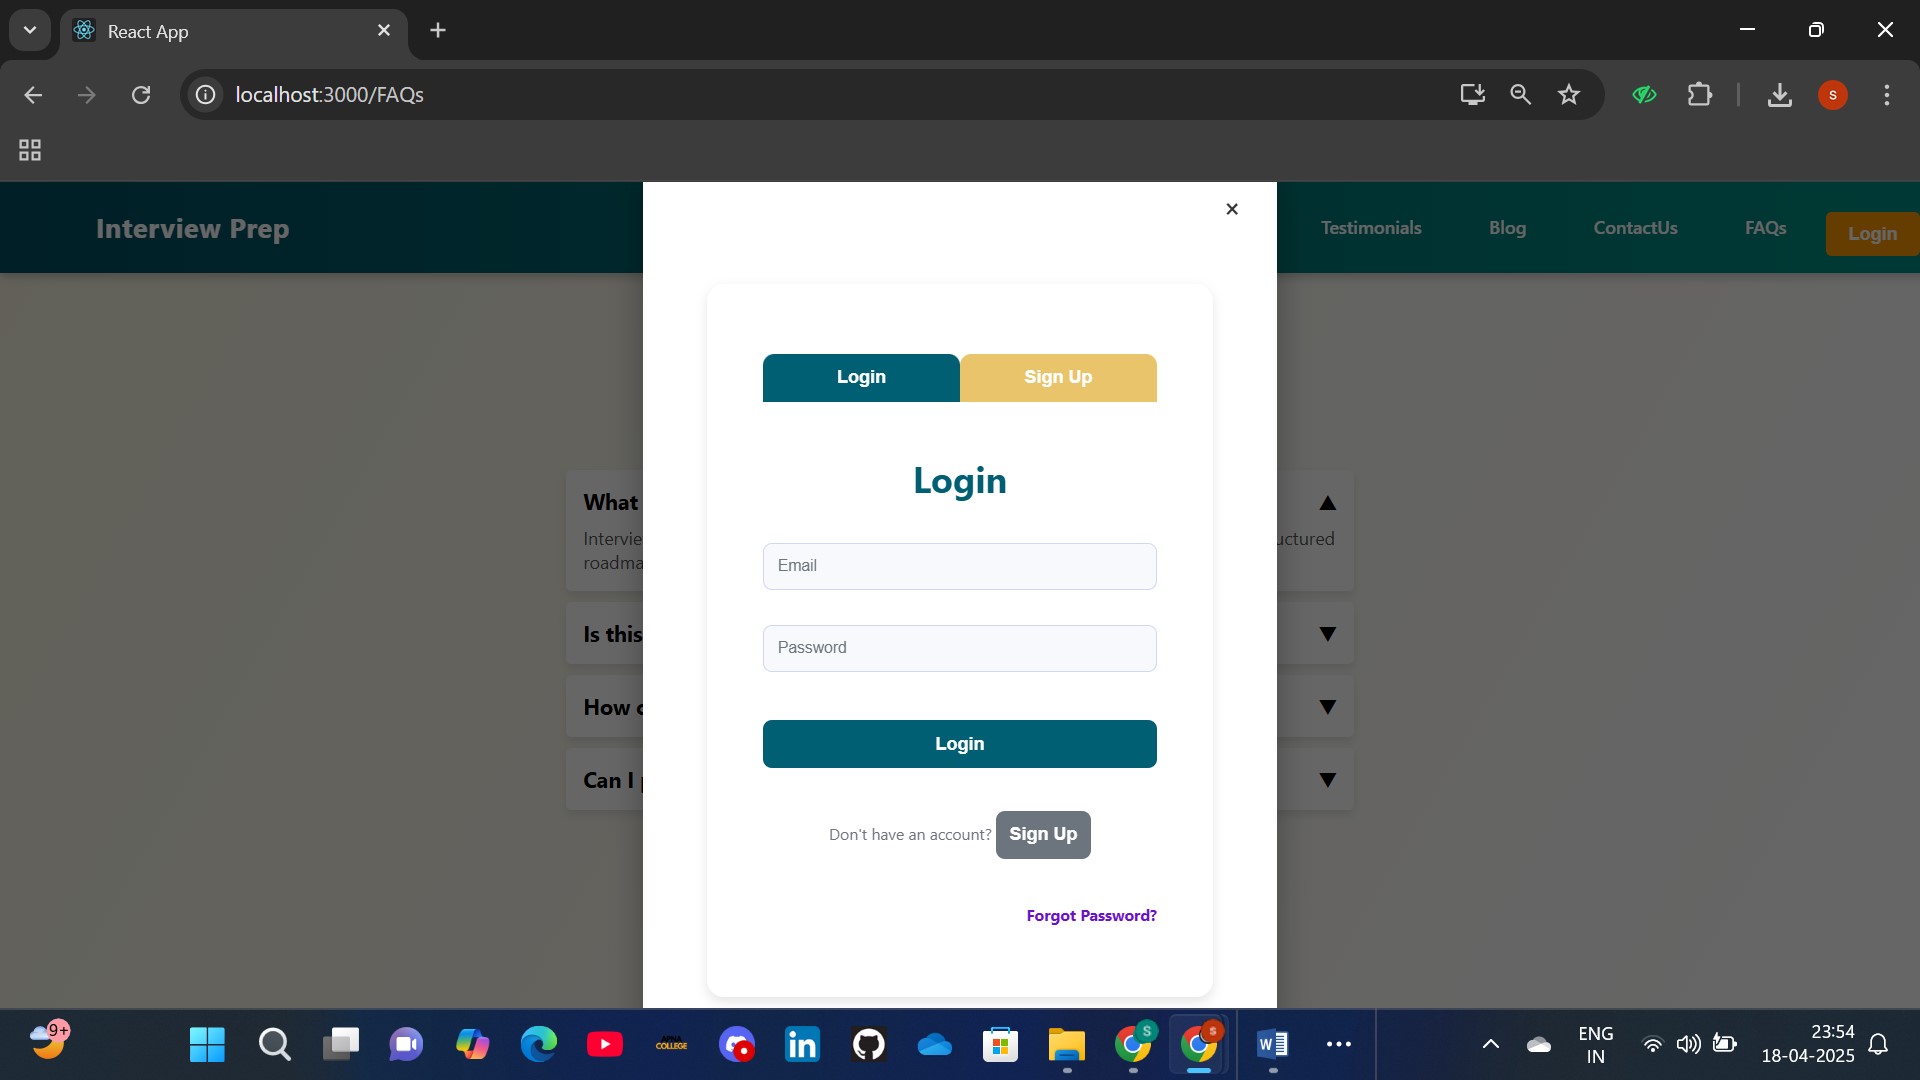 React App
localhost:3000/FAQs
S
Interview Prep
Testimonials
Blog
ContactUs
FAQs
Login
Login
Sign Up
Login
Email
Password
Login
Don't have an account? Sign Up
Forgot Password?
What
Intervie
uctured
roadma
Is this
How
Can I
9+
APNA
COLLEGE
S
S
W
ENG
IN
23:54
18-04-2025